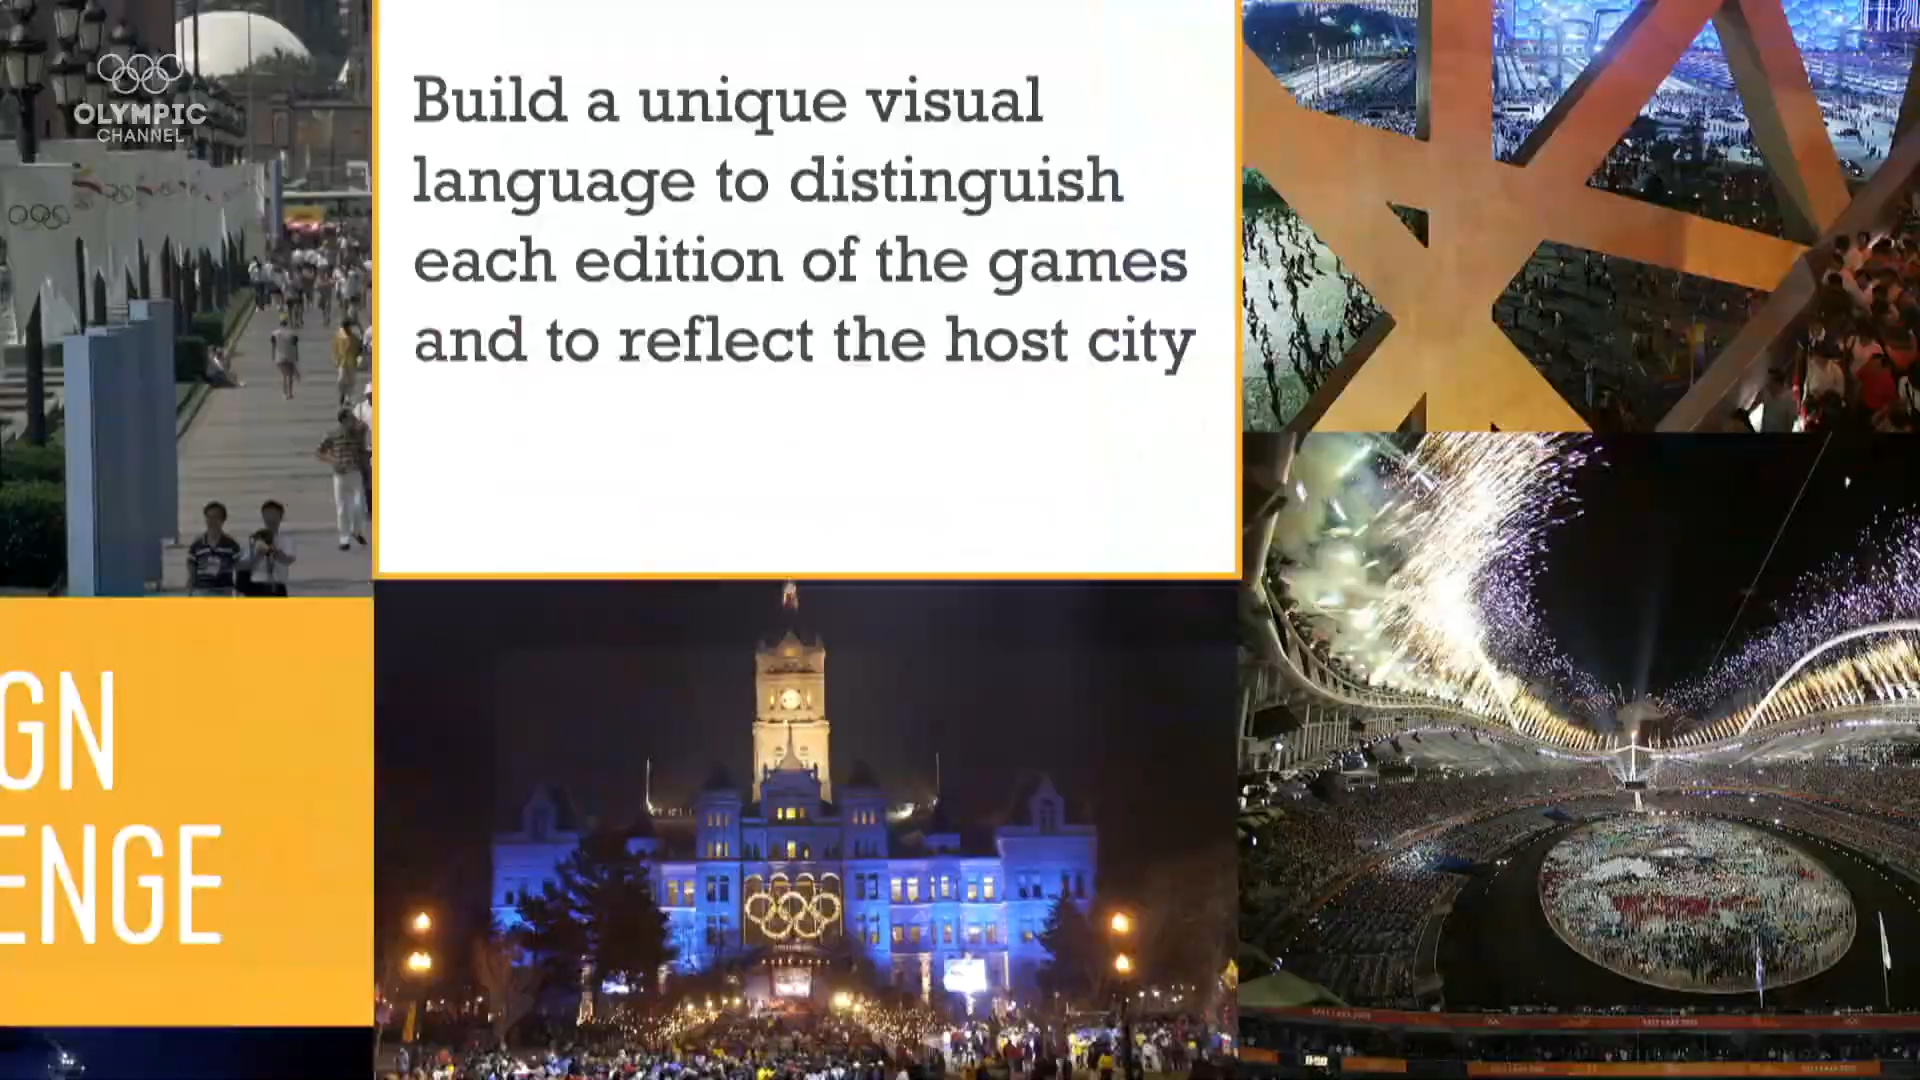 OLYMPIC
CHANNEL
Build a unique visual
language to distinguish
each edition of the games
and to reflect the host city
GN
ENGE